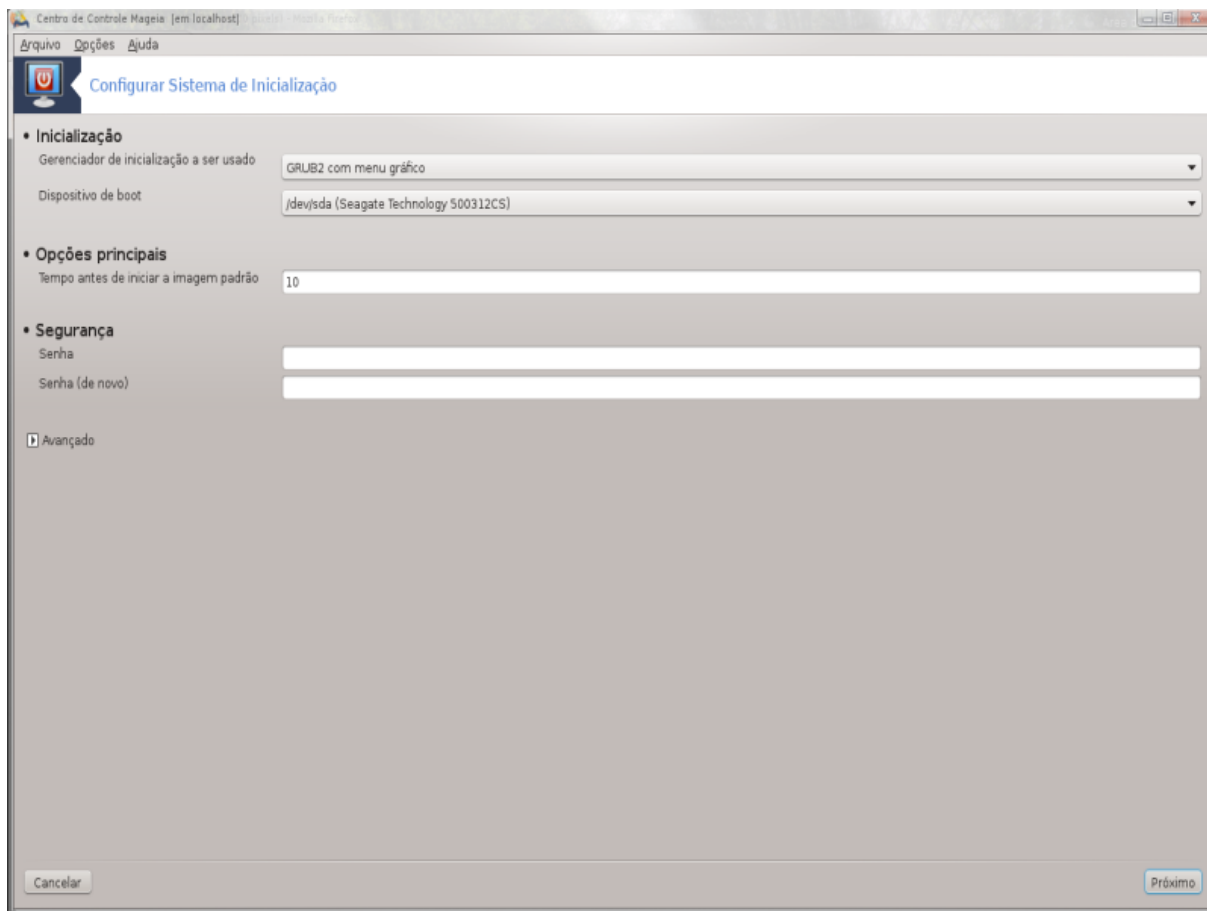 Centro de Controle Mageia [em localhost]
Arquivo Opções Ajuda
Configurar Sistema de Inicialização
• Inicialização
Gerenciador de inicialização a ser usado
GRUB2 com menu gráfico
Dispositivo de boot
/dev/sda (Seagate Technology 500312CS)
• Opções principais
Tempo antes de iniciar a imagem padrão
10
• Segurança
Senha
Senha (de novo)
Avançado
Cancelar
Próximo